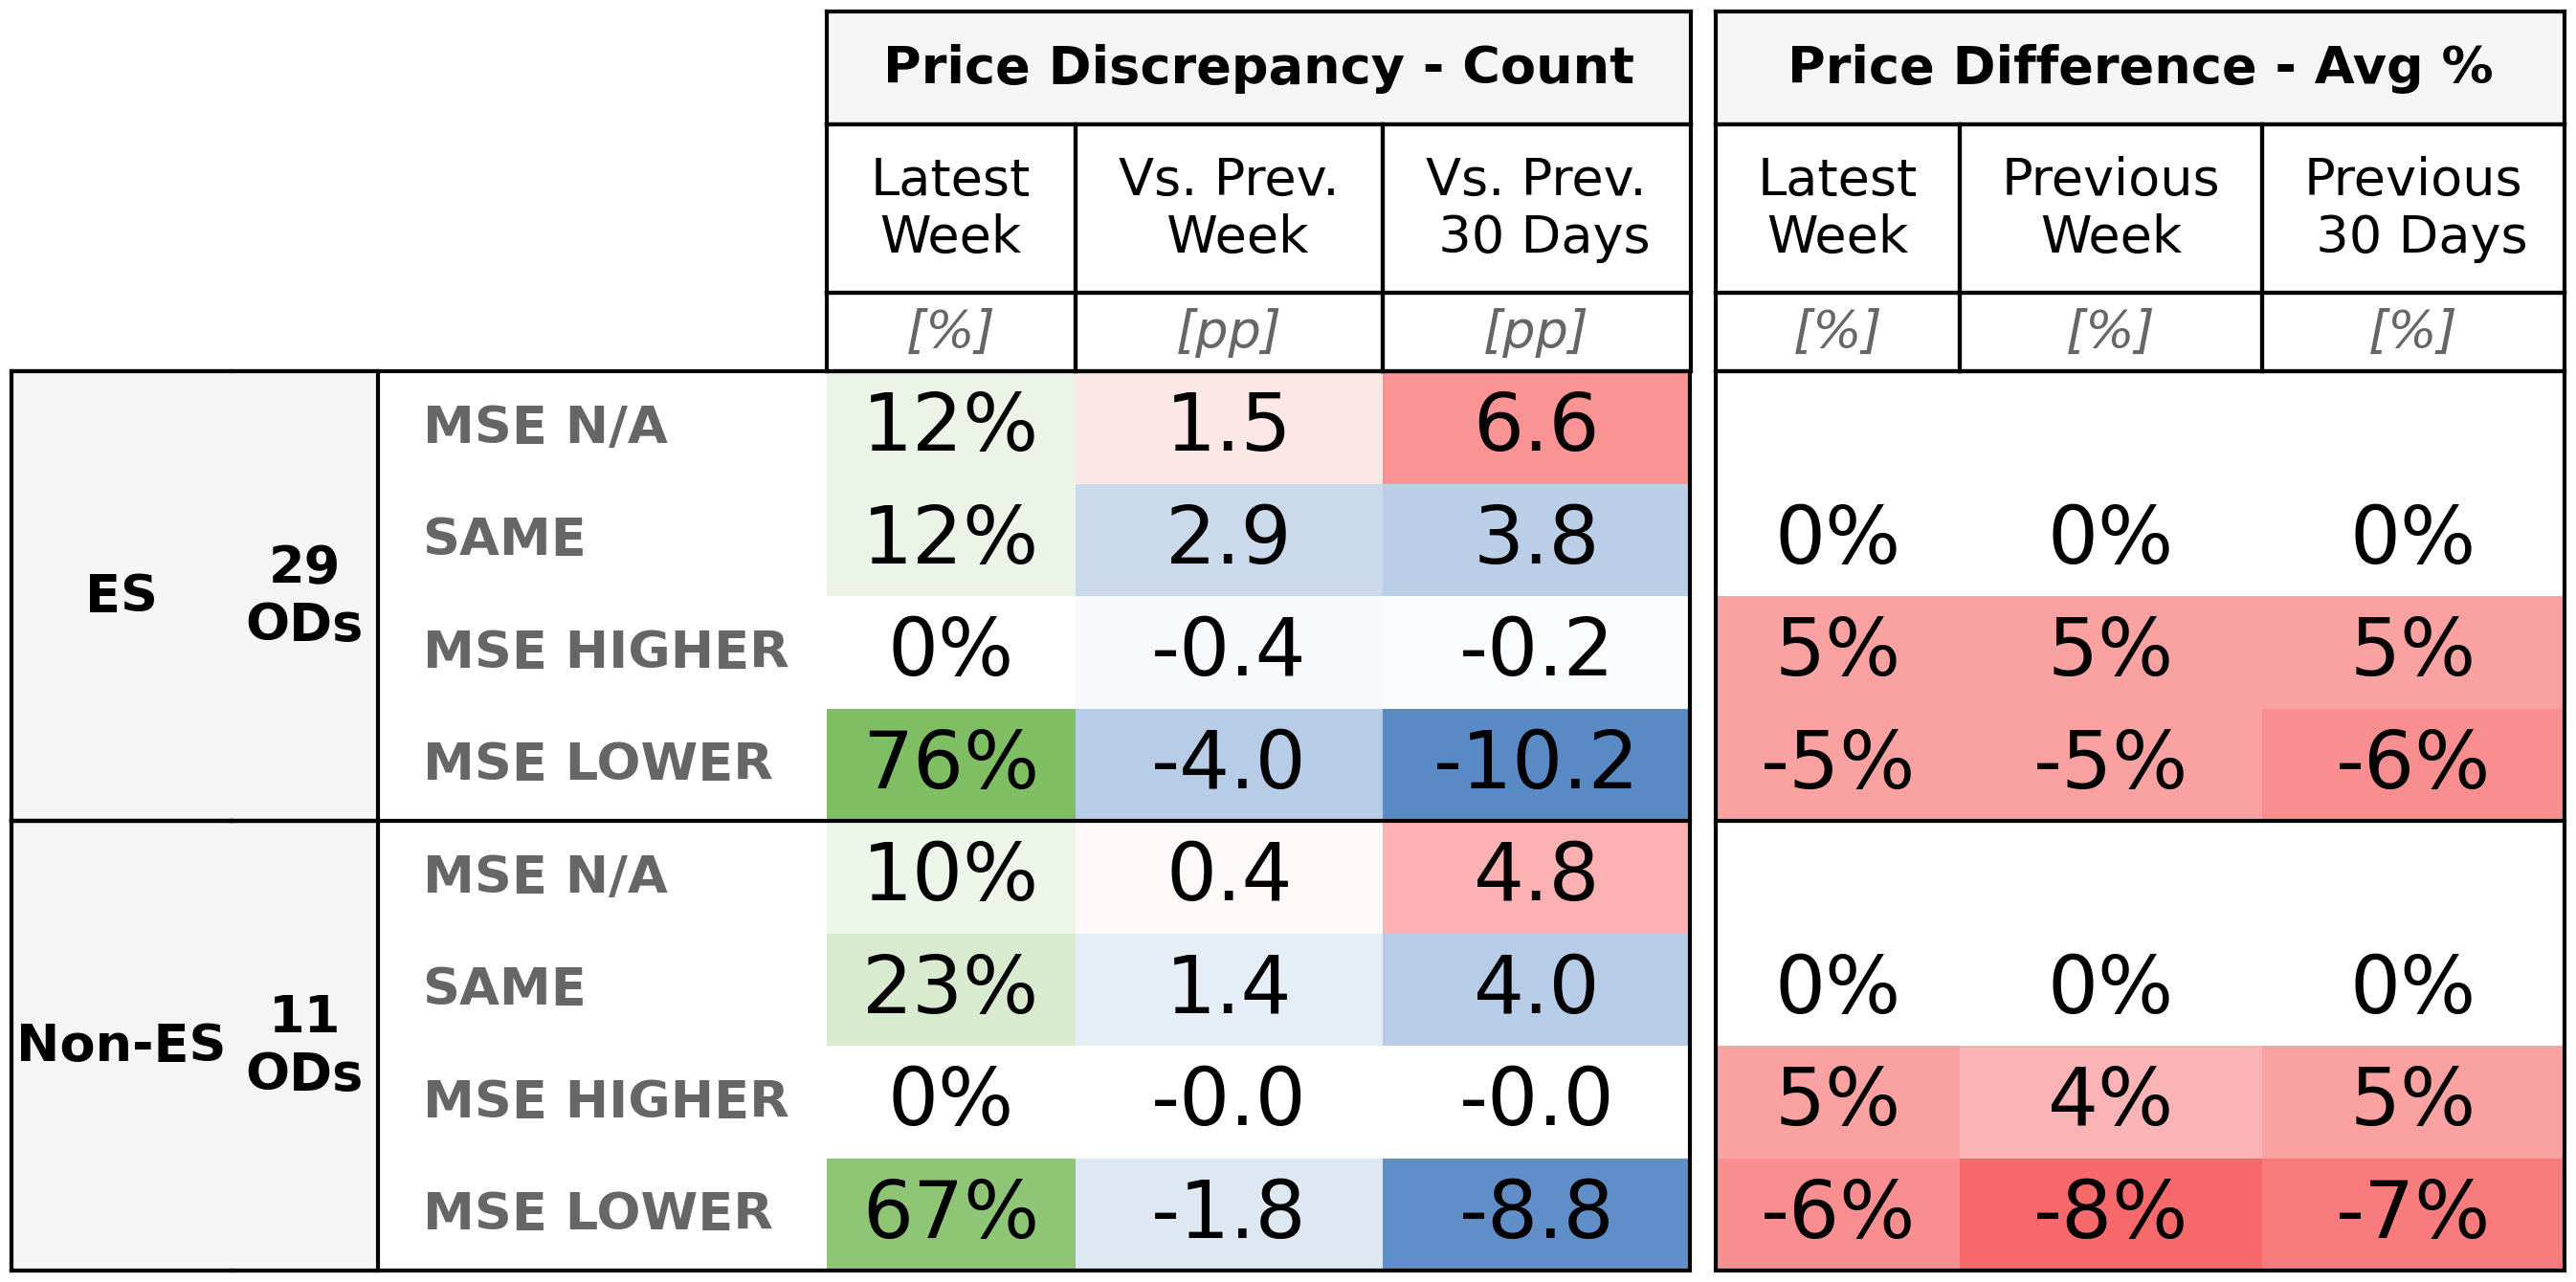 Price Discrepancy - Count
Price Difference - Avg %
Latest Week
Vs. Prev. Week
Vs. Prev. 30 Days
Latest Week
Previous Week
Previous 30 Days
[%] [pp] [pp] [%] [%] [%]
ES
29 ODs
MSE N/A 12% 1.5 6.6
SAME 12% 2.9 3.8 0% 0% 0%
MSE HIGHER 0% -0.4 -0.2 5% 5% 5%
MSE LOWER 76% -4.0 -10.2 -5% -5% -6%
Non-ES
11 ODs
MSE N/A 10% 0.4 4.8
SAME 23% 1.4 4.0 0% 0% 0%
MSE HIGHER 0% -0.0 -0.0 5% 4% 5%
MSE LOWER 67% -1.8 -8.8 -6% -8% -7%